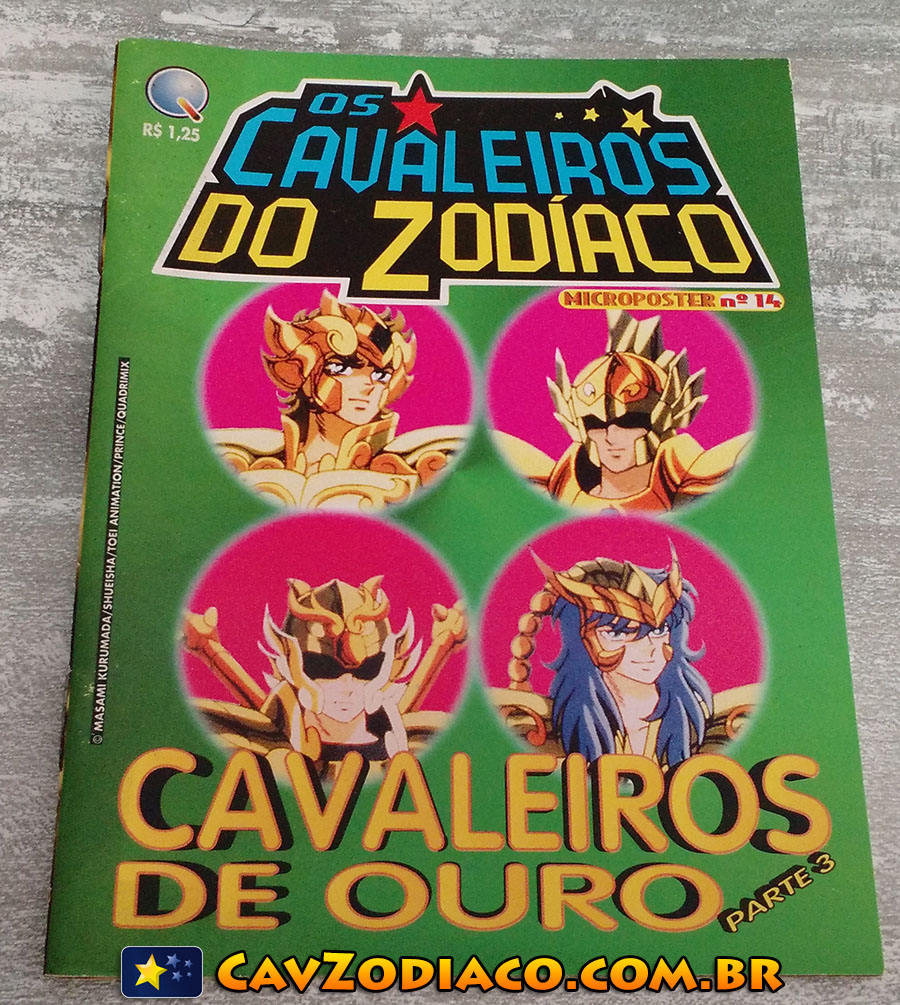 R$ 1,25
OS
CAVALEIROS
DO ZODÍACO
MICROPOSTER nº 14
© MASAMI KURUMADA/SHUEISHA/TOEI ANIMATION/PRINCE/QUADRIMIX
CAVALEIROS
DE OURO
PARTE 3
CAVZODIACO.COM.BR